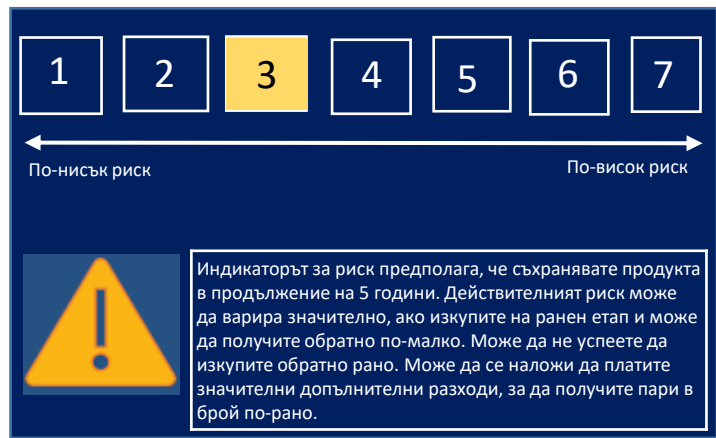 1 2 3 4 5 6 7
По-нисък риск По-висок риск
Индикаторът за риск предполага, че съхранявате продукта
в продължение на 5 години. Действителният риск може
да варира значително, ако изкупите на ранен етап и може
да получите обратно по-малко. Може да не успеете да
изкупите обратно рано. Може да се наложи да платите
значителни допълнителни разходи, за да получите пари в
брой по-рано.